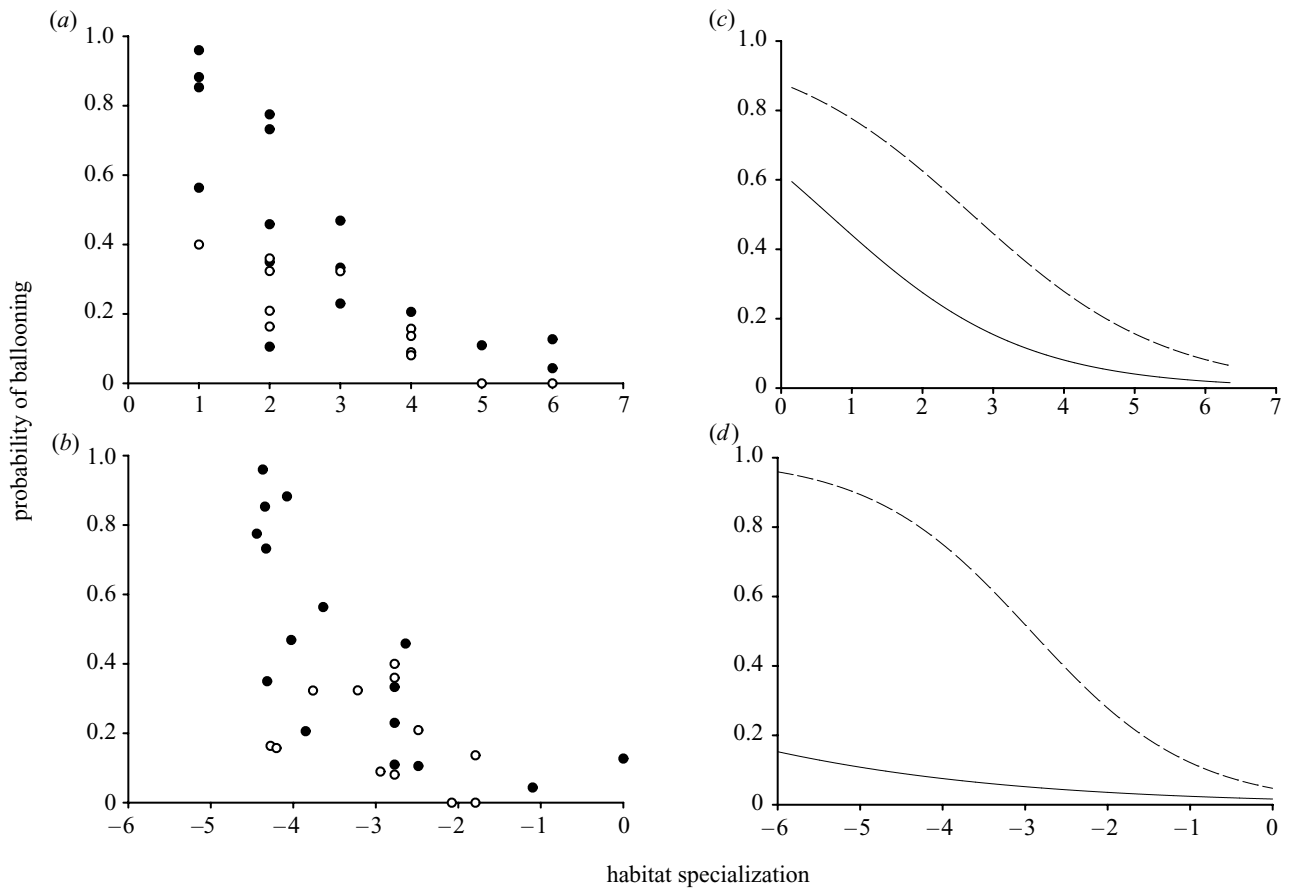 (a)
1.0
0.8
0.6
0.4
0.2
0
0 1 2 3 4 5 6 7
(b)
1.0
0.8
0.6
0.4
0.2
0
–6 –5 –4 –3 –2 –1 0
(c)
1.0
0.8
0.6
0.4
0.2
0
0 1 2 3 4 5 6 7
(d)
1.0
0.8
0.6
0.4
0.2
0
–6 –5 –4 –3 –2 –1 0
probability of ballooning
habitat specialization